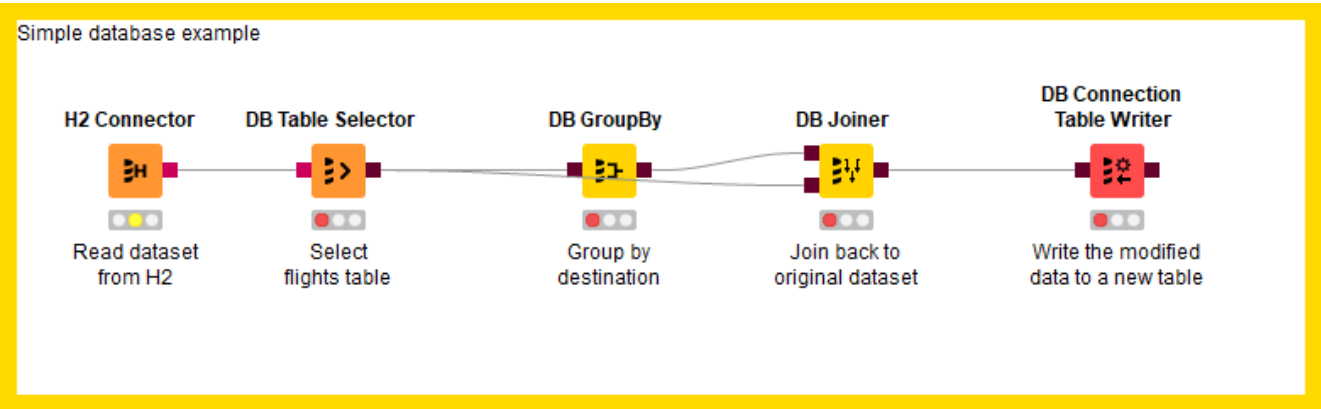 Simple database example
H2 Connector
DB Table Selector
DB GroupBy
DB Joiner
DB Connection
Table Writer
H
Read dataset
from H2
Select
flights table
Group by
destination
Join back to
original dataset
Write the modified
data to a new table